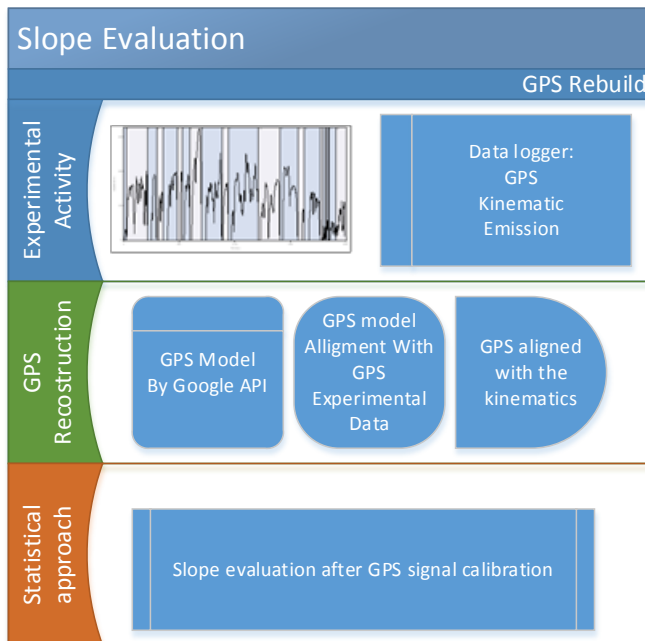 Slope Evaluation
GPS Rebuild
Experimental
Activity
Data logger:
GPS
Kinematic
Emission
GPS
Recostruction
GPS Model
By Google API
GPS model
Alligment With
GPS
Experimental
Data
GPS aligned
with the
kinematics
Statistical
approach
Slope evaluation after GPS signal calibration